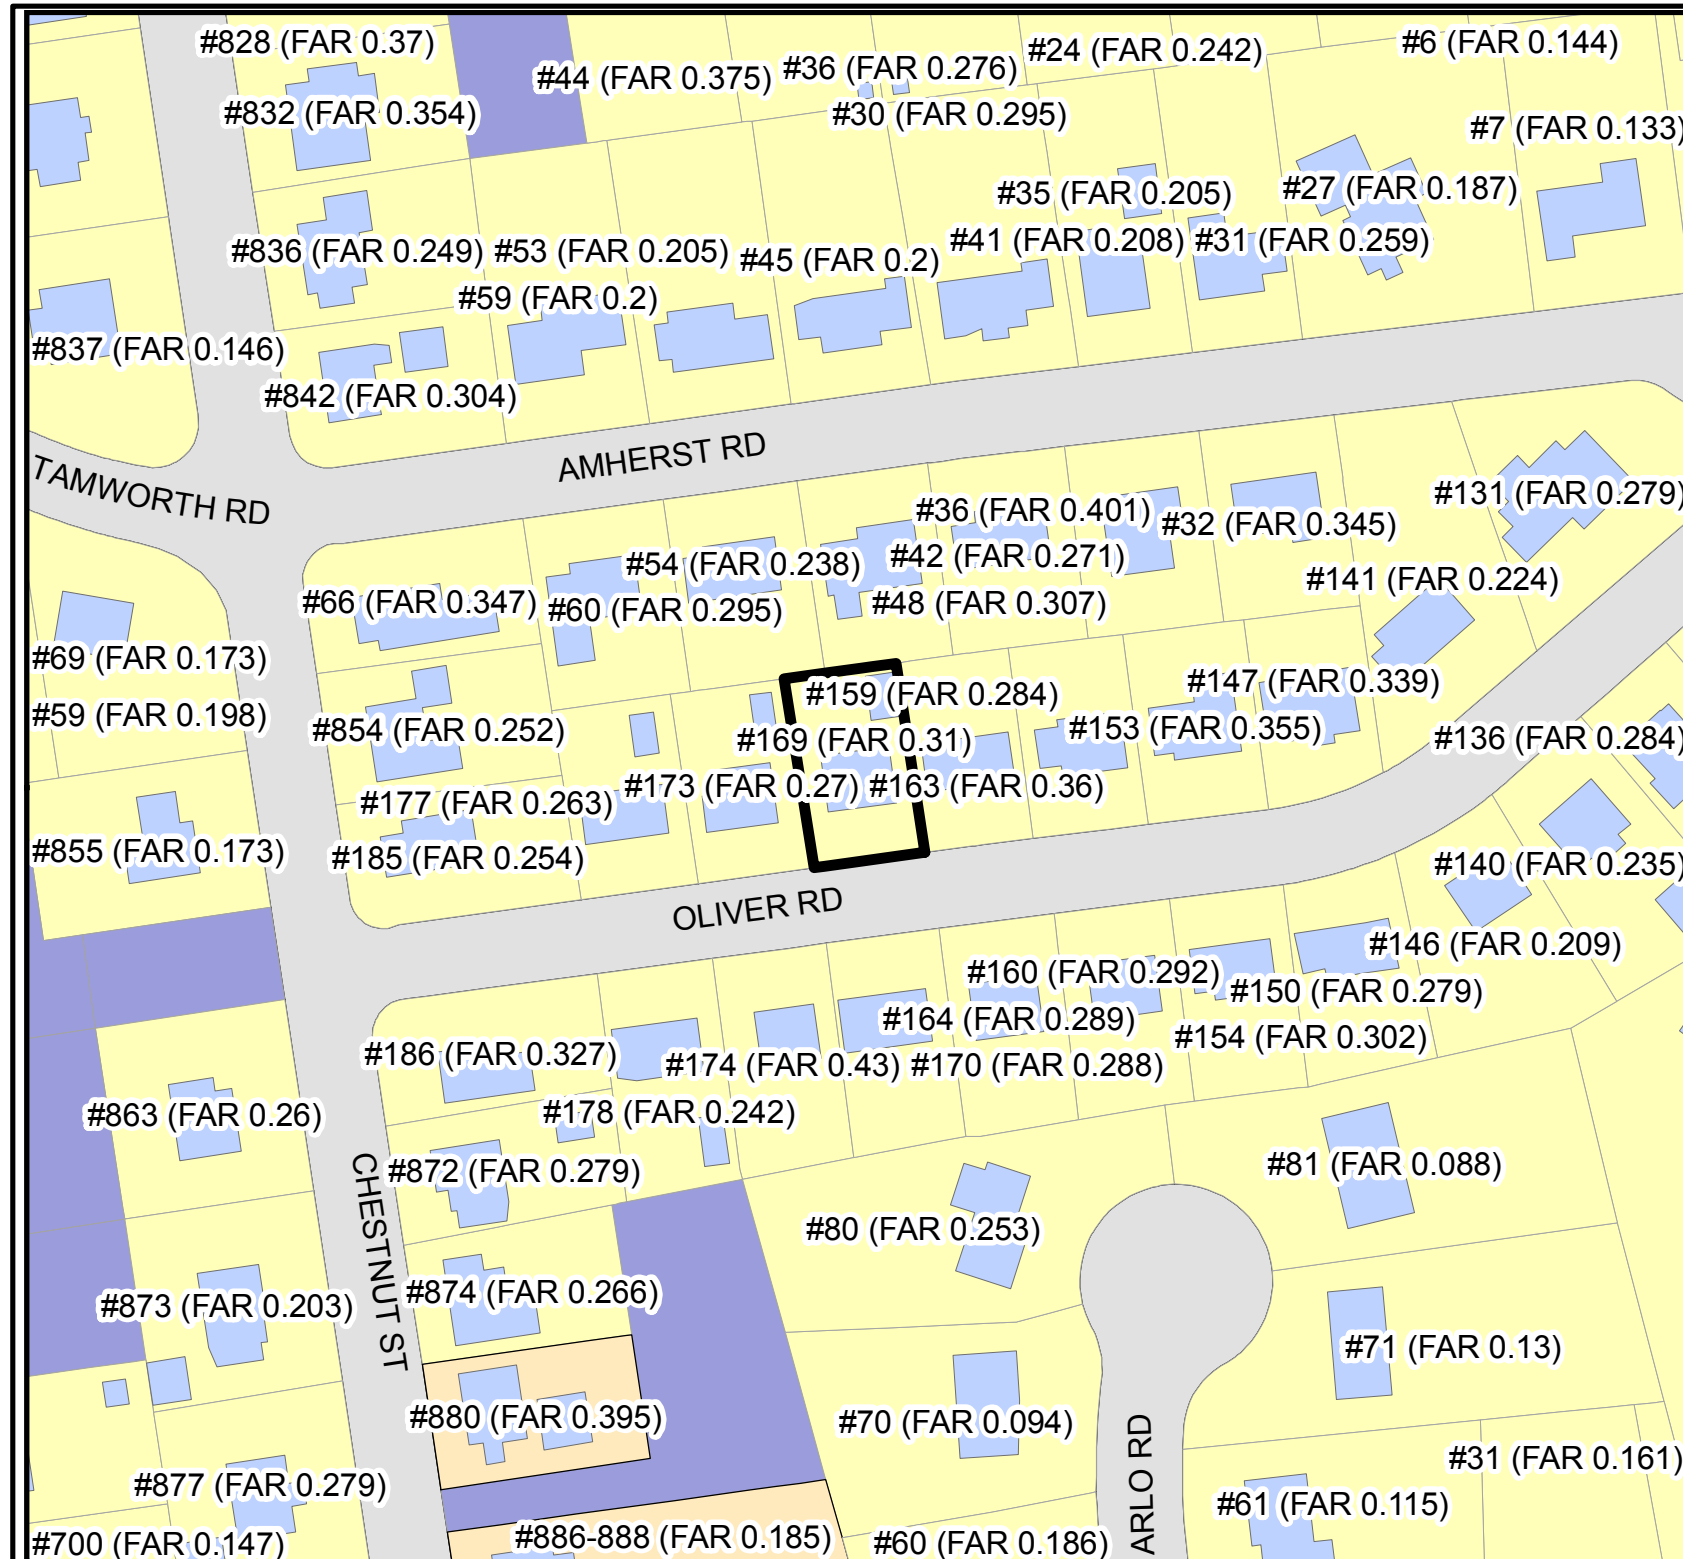 #828 (FAR 0.37)
#44 (FAR 0.375)
#36 (FAR 0.276)
#24 (FAR 0.242)
#6 (FAR 0.144)
#832 (FAR 0.354)
#30 (FAR 0.295)
#7 (FAR 0.133)
#35 (FAR 0.205)
#27 (FAR 0.187)
#836 (FAR 0.249)
#53 (FAR 0.205)
#45 (FAR 0.2)
#41 (FAR 0.208)
#31 (FAR 0.259)
#59 (FAR 0.2)
#837 (FAR 0.146)
#842 (FAR 0.304)
AMHERST RD
TAMWORTH RD
#131 (FAR 0.279)
#36 (FAR 0.401)
#32 (FAR 0.345)
#54 (FAR 0.238)
#42 (FAR 0.271)
#141 (FAR 0.224)
#66 (FAR 0.347)
#60 (FAR 0.295)
#48 (FAR 0.307)
#69 (FAR 0.173)
#59 (FAR 0.198)
#159 (FAR 0.284)
#147 (FAR 0.339)
#854 (FAR 0.252)
#169 (FAR 0.31)
#153 (FAR 0.355)
#136 (FAR 0.284)
#177 (FAR 0.263)
#173 (FAR 0.27)
#163 (FAR 0.36)
#855 (FAR 0.173)
#185 (FAR 0.254)
#140 (FAR 0.235)
OLIVER RD
#146 (FAR 0.209)
#160 (FAR 0.292)
#150 (FAR 0.279)
#164 (FAR 0.289)
#154 (FAR 0.302)
#186 (FAR 0.327)
#174 (FAR 0.43)
#170 (FAR 0.288)
#863 (FAR 0.26)
#178 (FAR 0.242)
#872 (FAR 0.279)
#81 (FAR 0.088)
CHESTNUT ST
#80 (FAR 0.253)
#873 (FAR 0.203)
#874 (FAR 0.266)
#71 (FAR 0.13)
#880 (FAR 0.395)
#70 (FAR 0.094)
ARLO RD
#31 (FAR 0.161)
#877 (FAR 0.279)
#61 (FAR 0.115)
#700 (FAR 0.147)
#886-888 (FAR 0.185)
#60 (FAR 0.186)